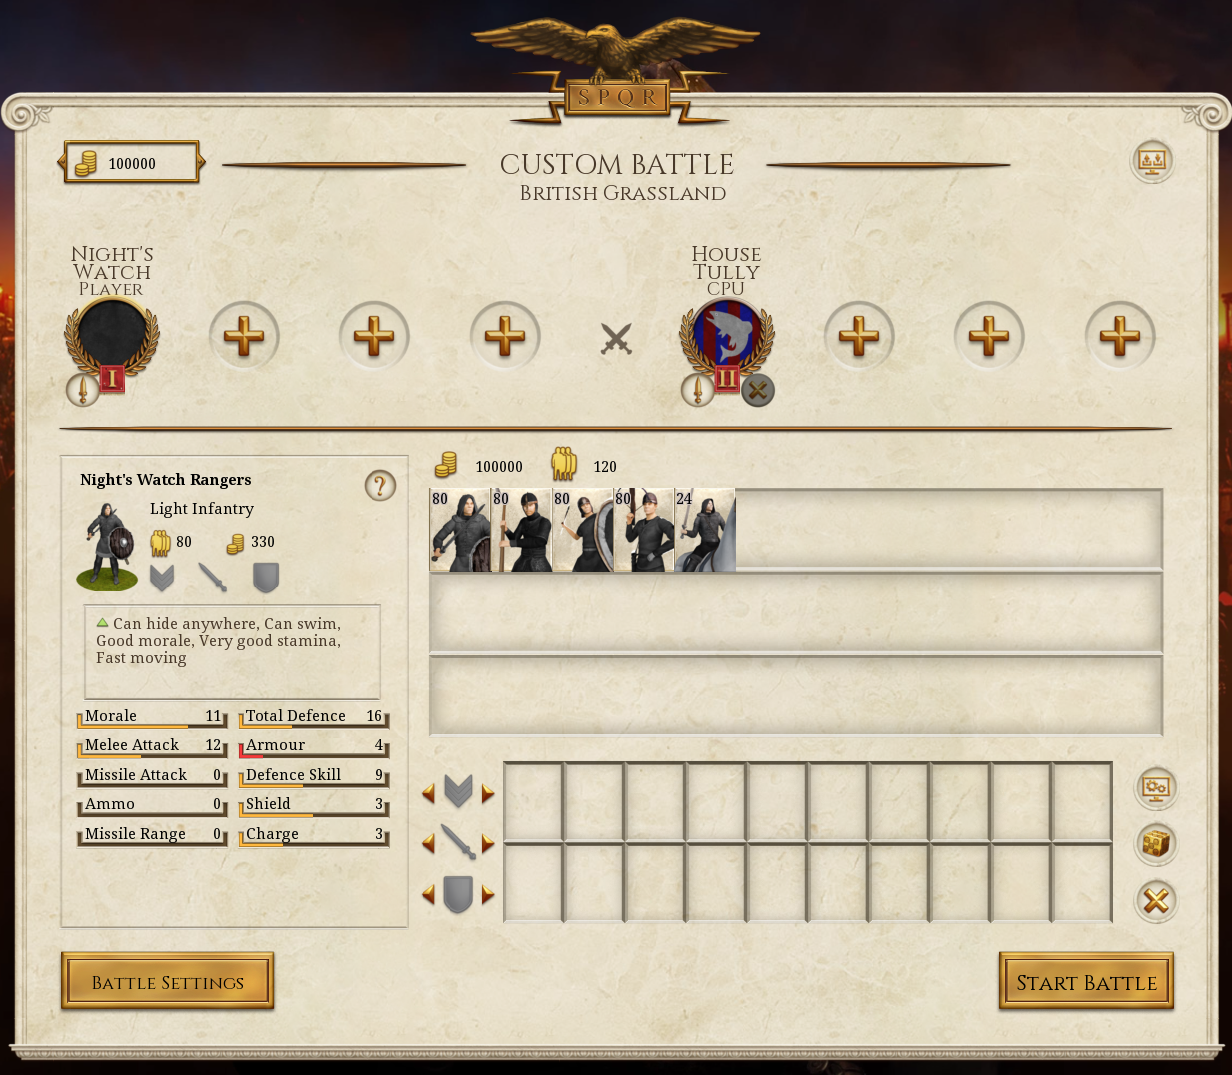 SPQR
100000
CUSTOM BATTLE
BRITISH GRASSLAND
NIGHT'S
WATCH
PLAYER
I
HOUSE
TULLY
CPU
II
Night's Watch Rangers
?
Light Infantry
80 330
Can hide anywhere, Can swim,
Good morale, Very good stamina,
Fast moving
Morale 11
Total Defence 16
Melee Attack 12
Armour 4
Missile Attack 0
Defence Skill 9
Ammo 0
Shield 3
Missile Range 0
Charge 3
100000 120
80 80 80 80 24
BATTLE SETTINGS
START BATTLE